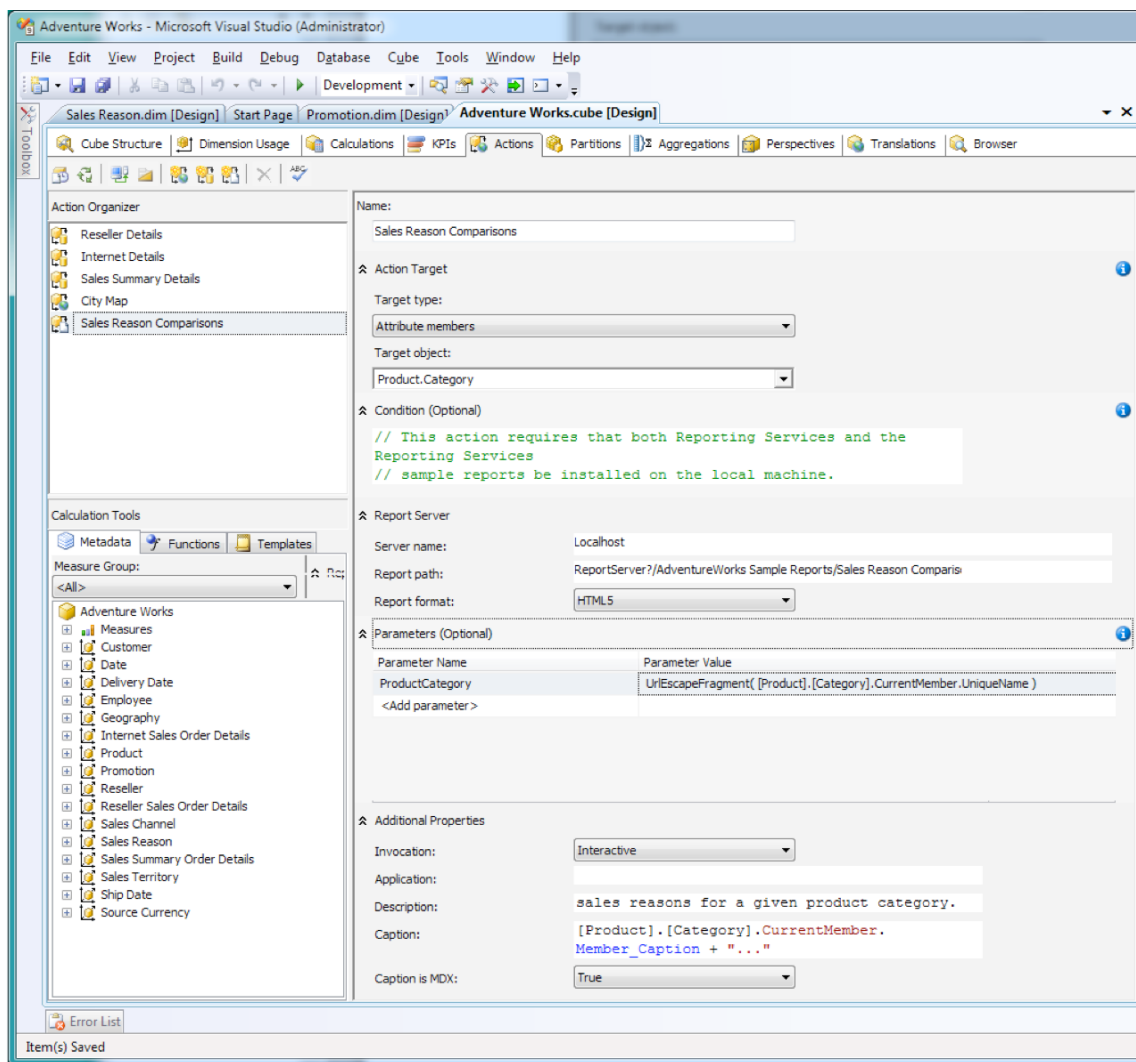 Adventure Works - Microsoft Visual Studio (Administrator)
File Edit View Project Build Debug Database Cube Tools Window Help
Development
Toolbox
Sales Reason.dim [Design] Start Page Promotion.dim [Design] Adventure Works.cube [Design]
Cube Structure Dimension Usage Calculations KPIs Actions Partitions Aggregations Perspectives Translations Browser
ABC
Action Organizer
Reseller Details
Internet Details
Sales Summary Details
City Map
Sales Reason Comparisons
Name:
Sales Reason Comparisons
Action Target
Target type:
Attribute members
Target object:
Product.Category
Condition (Optional)
// This action requires that both Reporting Services and the
Reporting Services
// sample reports be installed on the local machine.
Calculation Tools
Metadata Functions Templates
Measure Group:
<All>
Adventure Works
Measures
Customer
Date
Delivery Date
Employee
Geography
Internet Sales Order Details
Product
Promotion
Reseller
Reseller Sales Order Details
Sales Channel
Sales Reason
Sales Summary Order Details
Sales Territory
Ship Date
Source Currency
Report Server
Server name: Localhost
Report path: ReportServer?/AdventureWorks Sample Reports/Sales Reason Comparis
Report format: HTML5
Parameters (Optional)
Parameter Name Parameter Value
ProductCategory UrlEscapeFragment( [Product].[Category].CurrentMember.UniqueName )
<Add parameter>
Additional Properties
Invocation: Interactive
Application:
Description: sales reasons for a given product category.
Caption: [Product].[Category].CurrentMember.
Member_Caption + "..."
Caption is MDX: True
Error List
Item(s) Saved